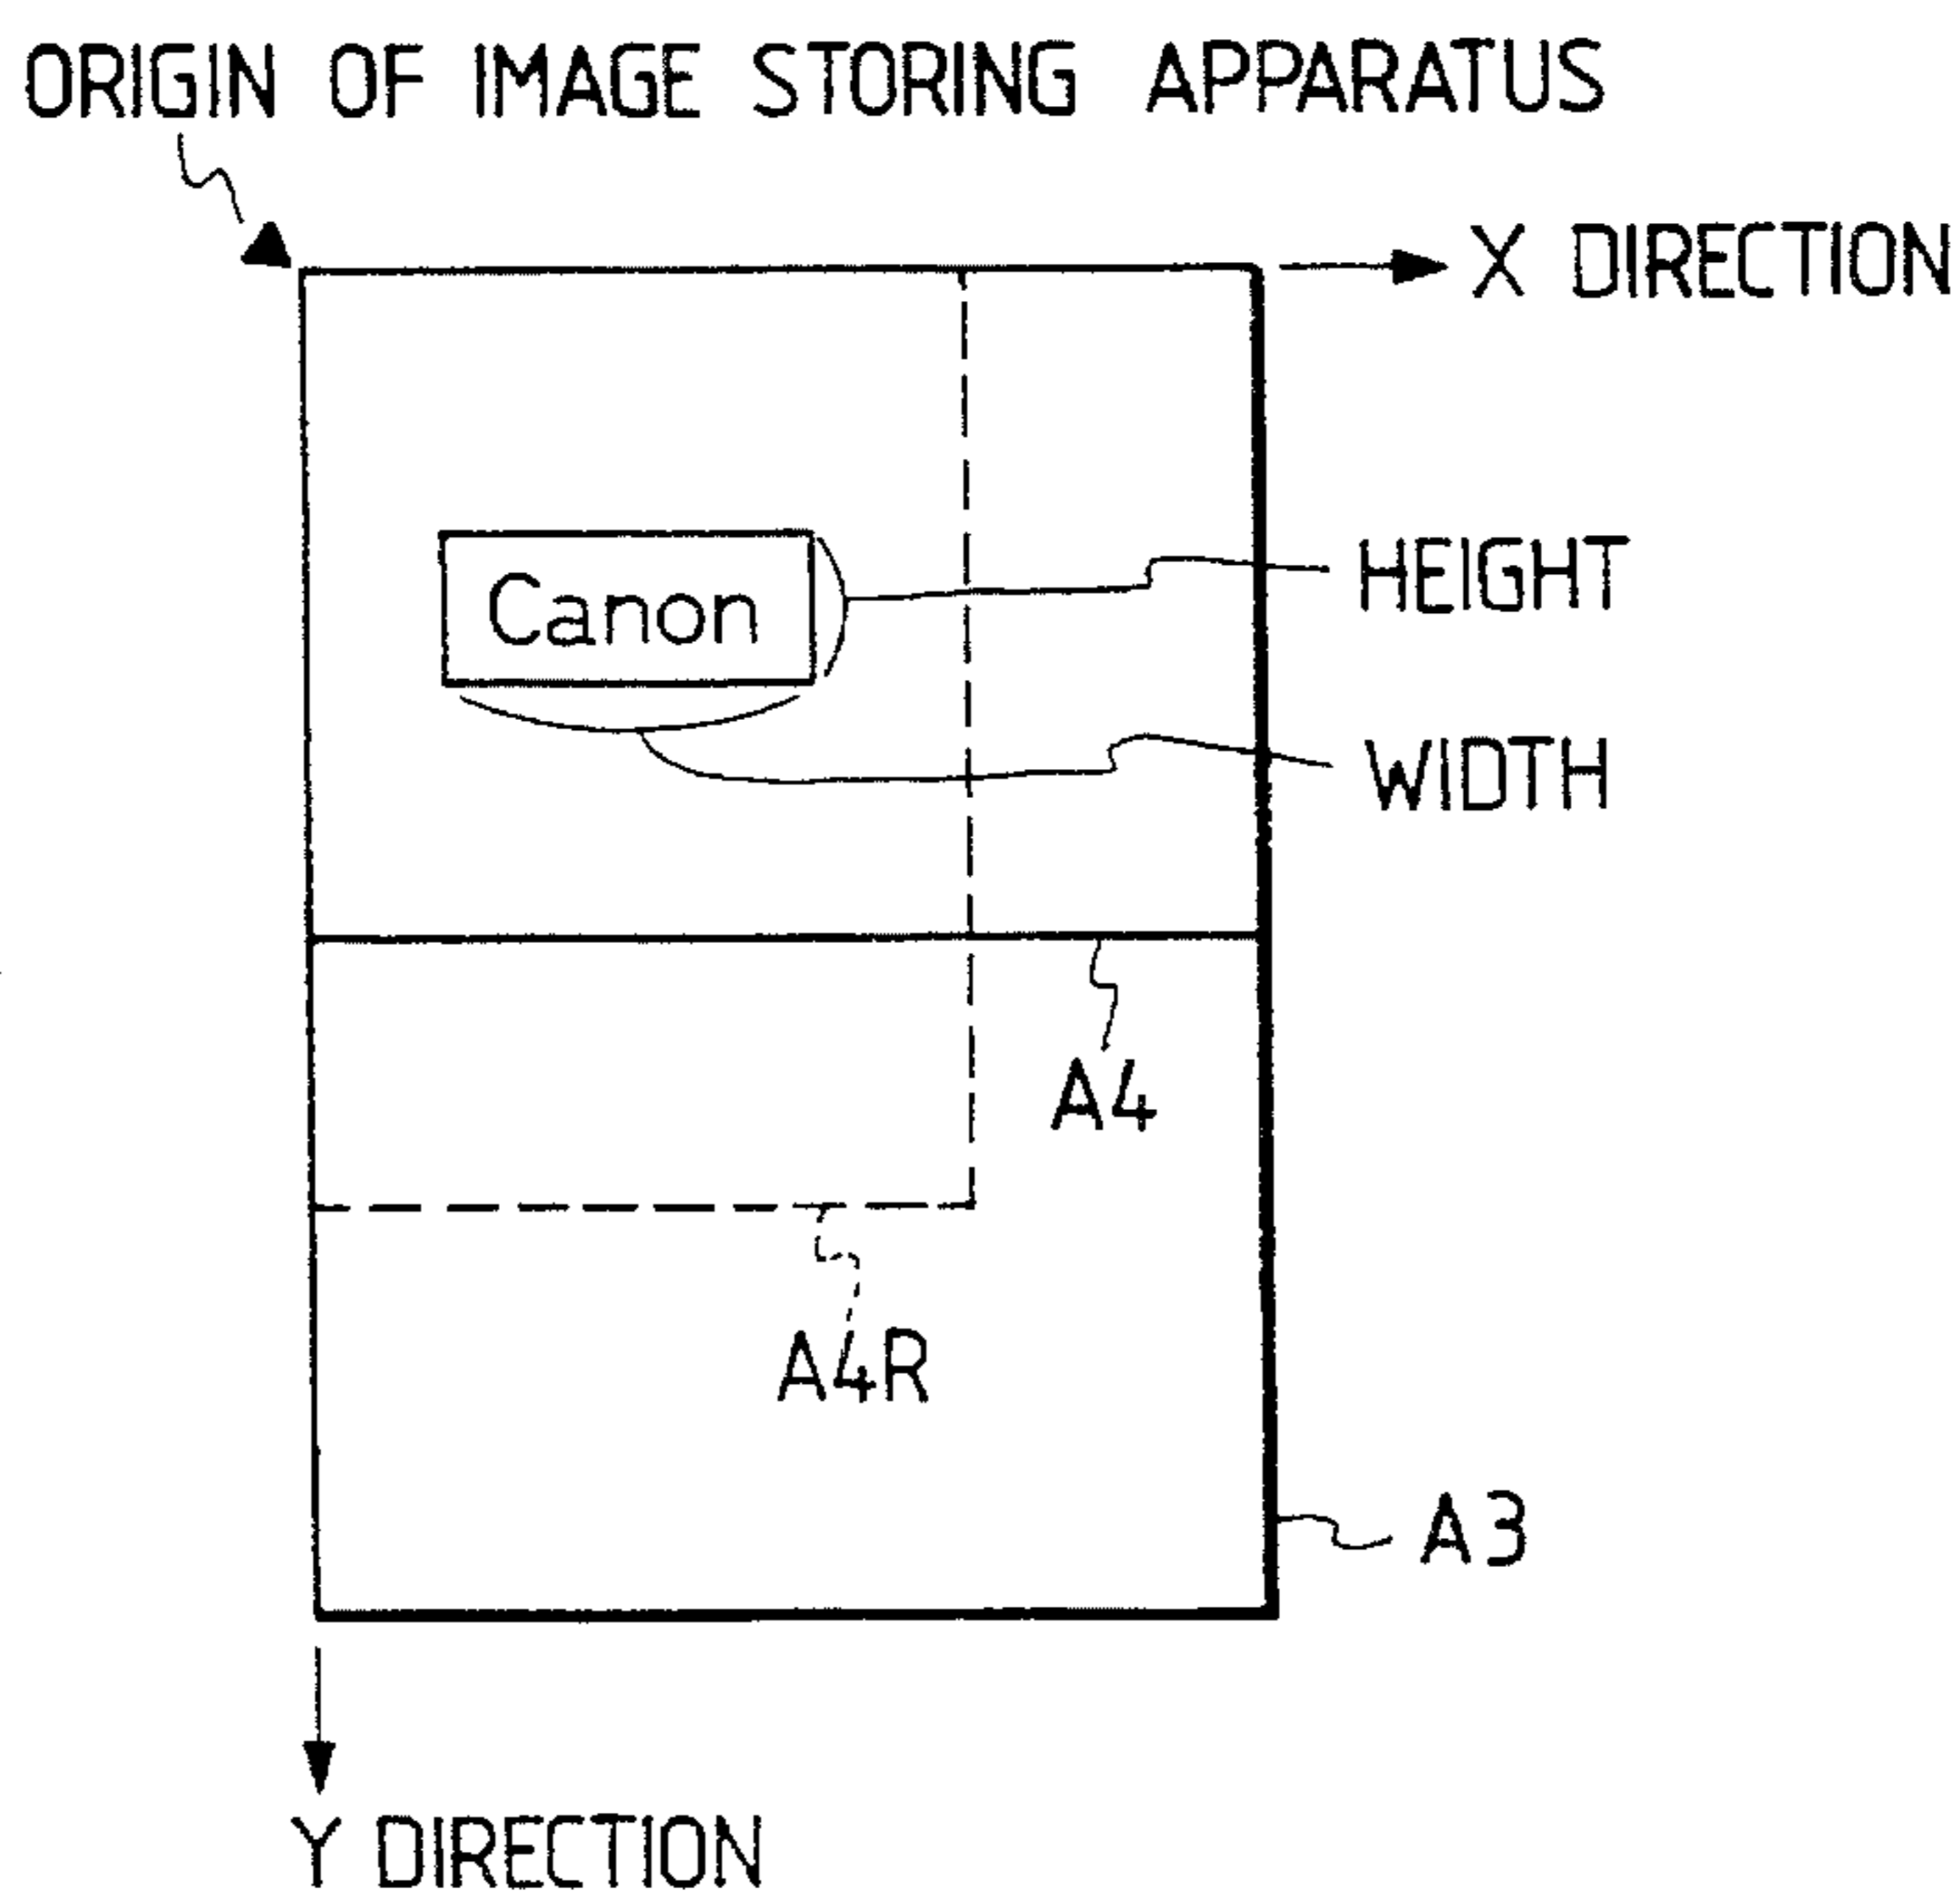 ORIGIN OF IMAGE STORING APPARATUS
X DIRECTION
Canon
HEIGHT
WIDTH
A4
A4R
A3
Y DIRECTION